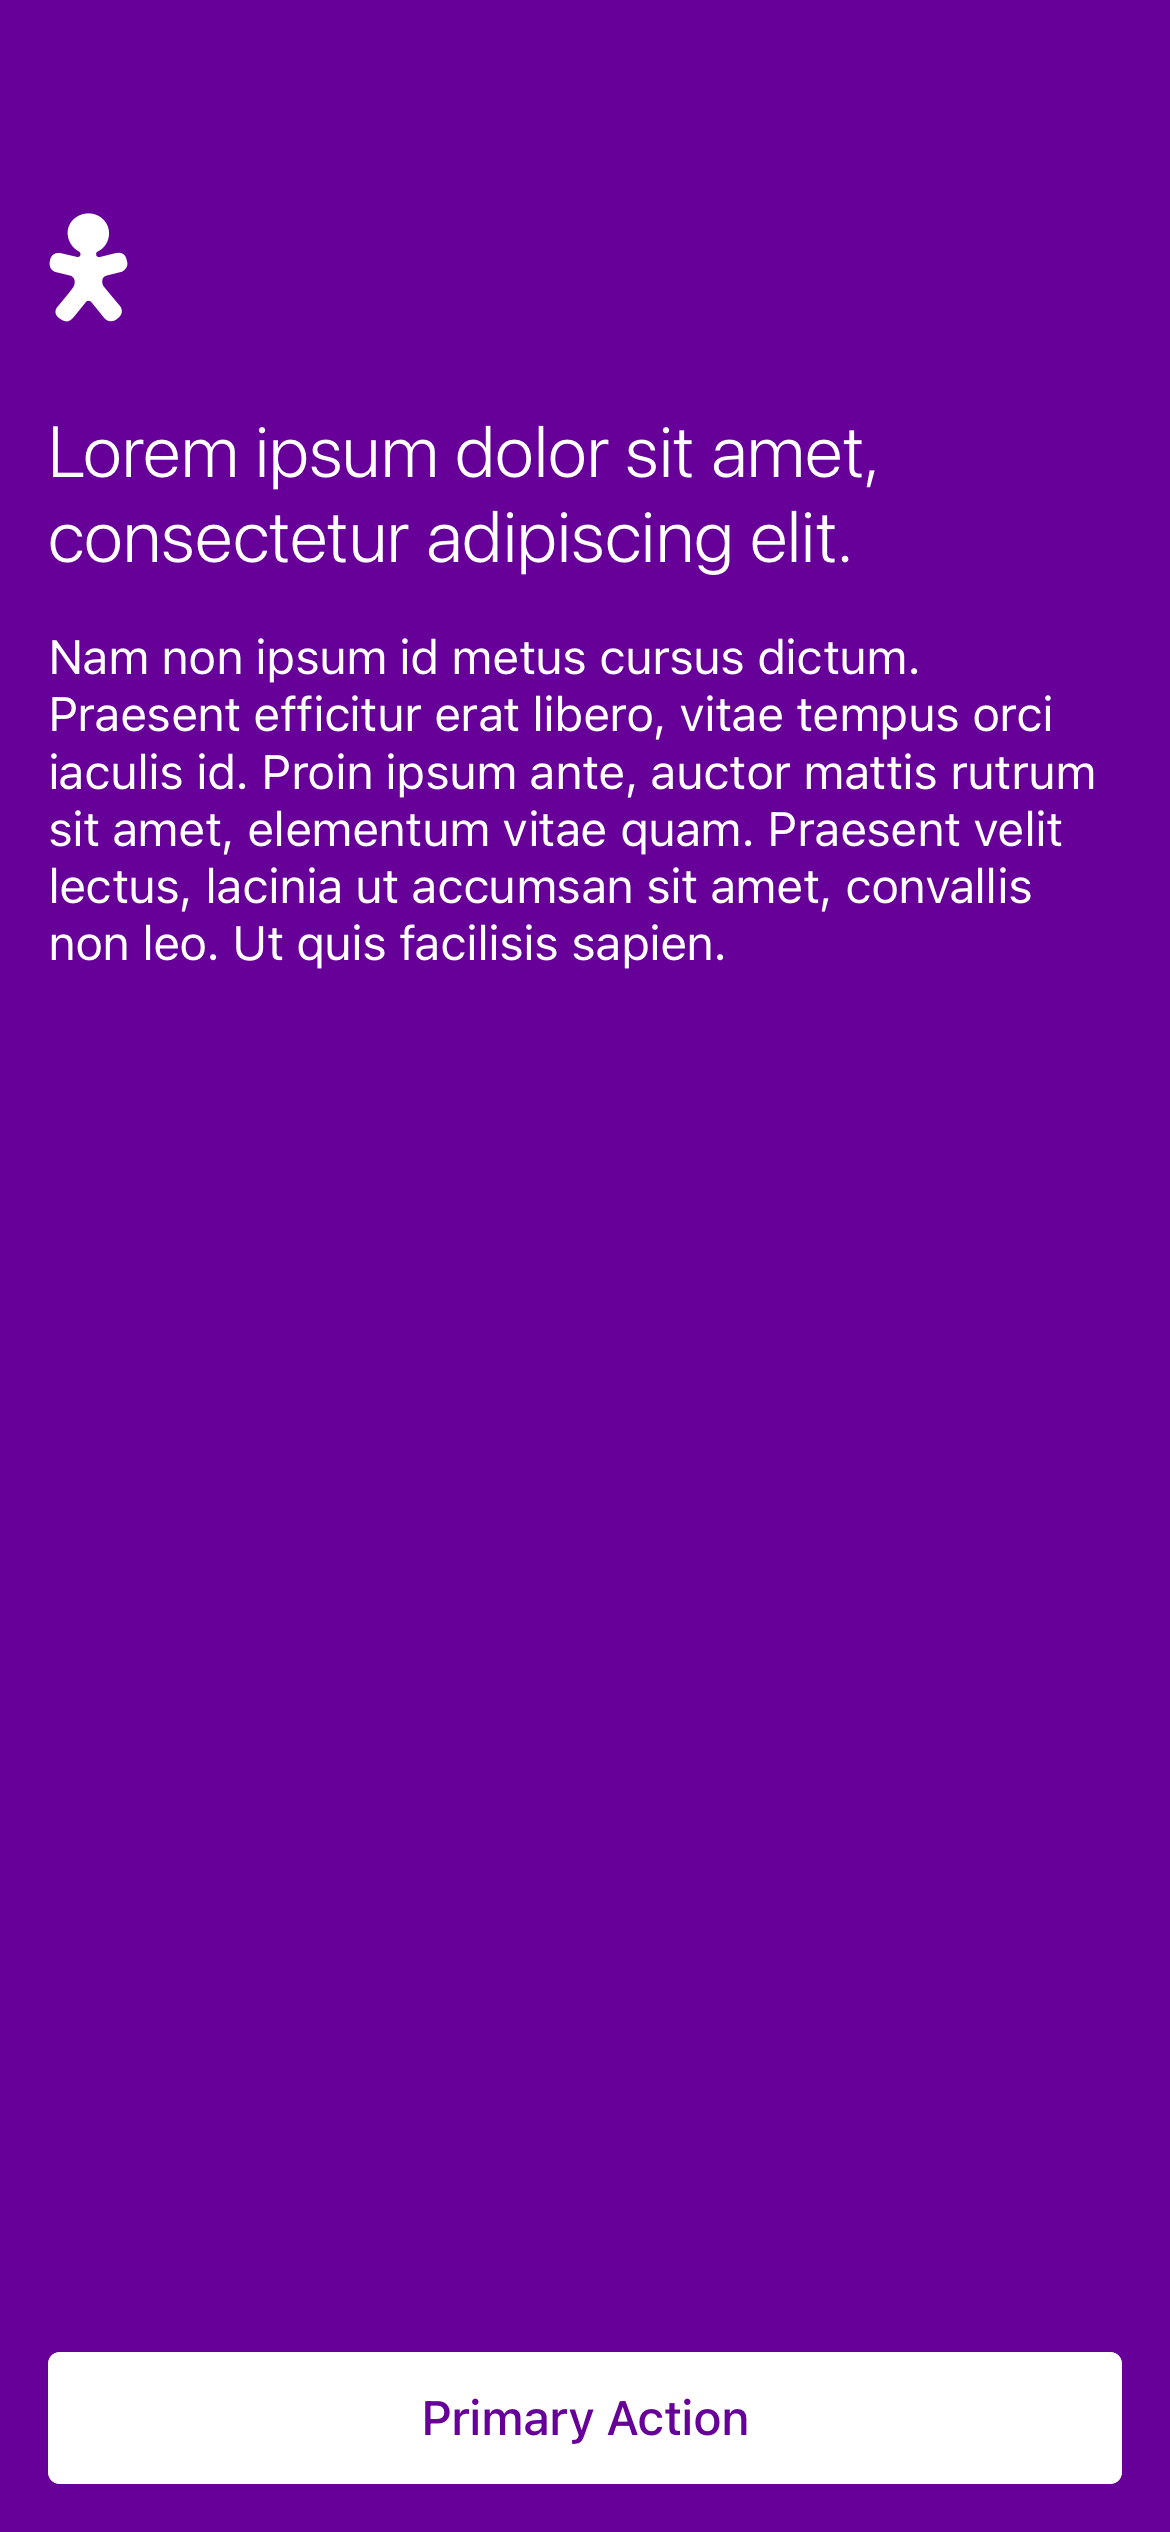 Lorem ipsum dolor sit amet,
consectetur adipiscing elit.
Nam non ipsum id metus cursus dictum.
Praesent efficitur erat libero, vitae tempus orci
iaculis id. Proin ipsum ante, auctor mattis rutrum
sit amet, elementum vitae quam. Praesent velit
lectus, lacinia ut accumsan sit amet, convallis
non leo. Ut quis facilisis sapien.
Primary Action